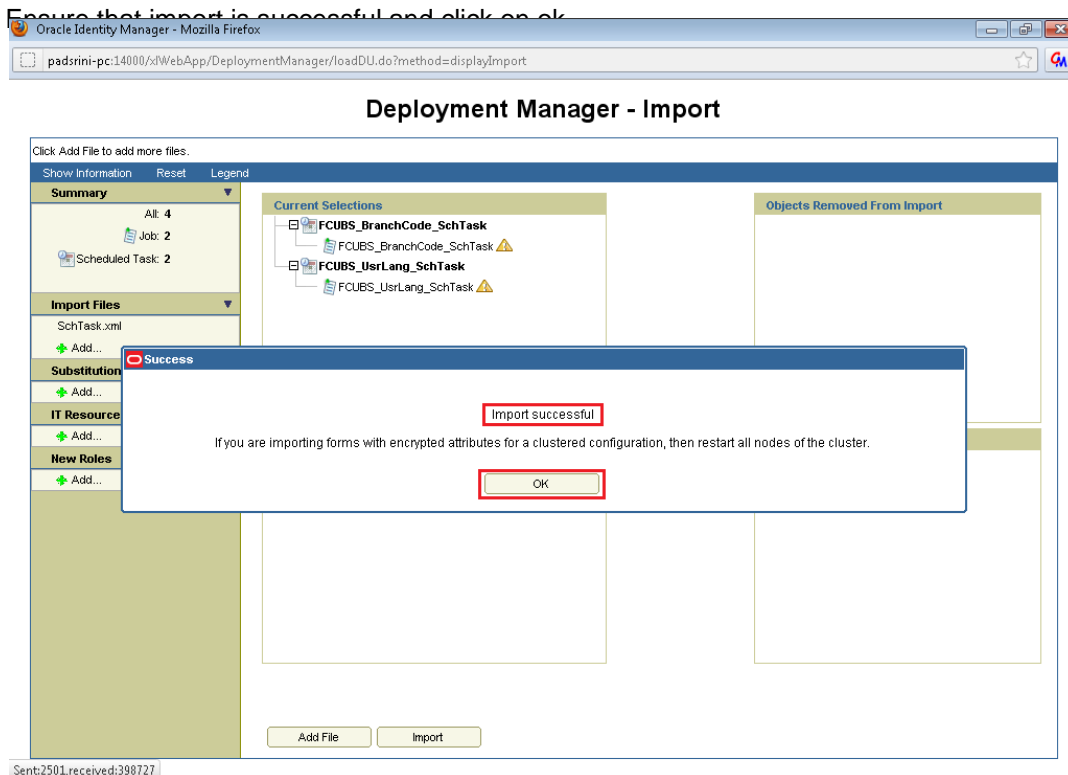 Ensure that import is successful and click on ok
Oracle Identity Manager - Mozilla Firefox
padsrini-pc:14000/xlWebApp/DeploymentManager/loadDU.do?method=displayImport
Deployment Manager - Import
Click Add File to add more files.
Show Information Reset Legend
Summary
All: 4
Job: 2
Scheduled Task: 2
Import Files
SchTask.xml
Add...
Substitution
Add...
IT Resource
Add...
New Roles
Add...
Current Selections
FCUBS_BranchCode_SchTask
FCUBS_BranchCode_SchTask
FCUBS_UsrLang_SchTask
FCUBS_UsrLang_SchTask
Objects Removed From Import
Success
Import successful
If you are importing forms with encrypted attributes for a clustered configuration, then restart all nodes of the cluster.
OK
Add File Import
Sent:2501,received:398727